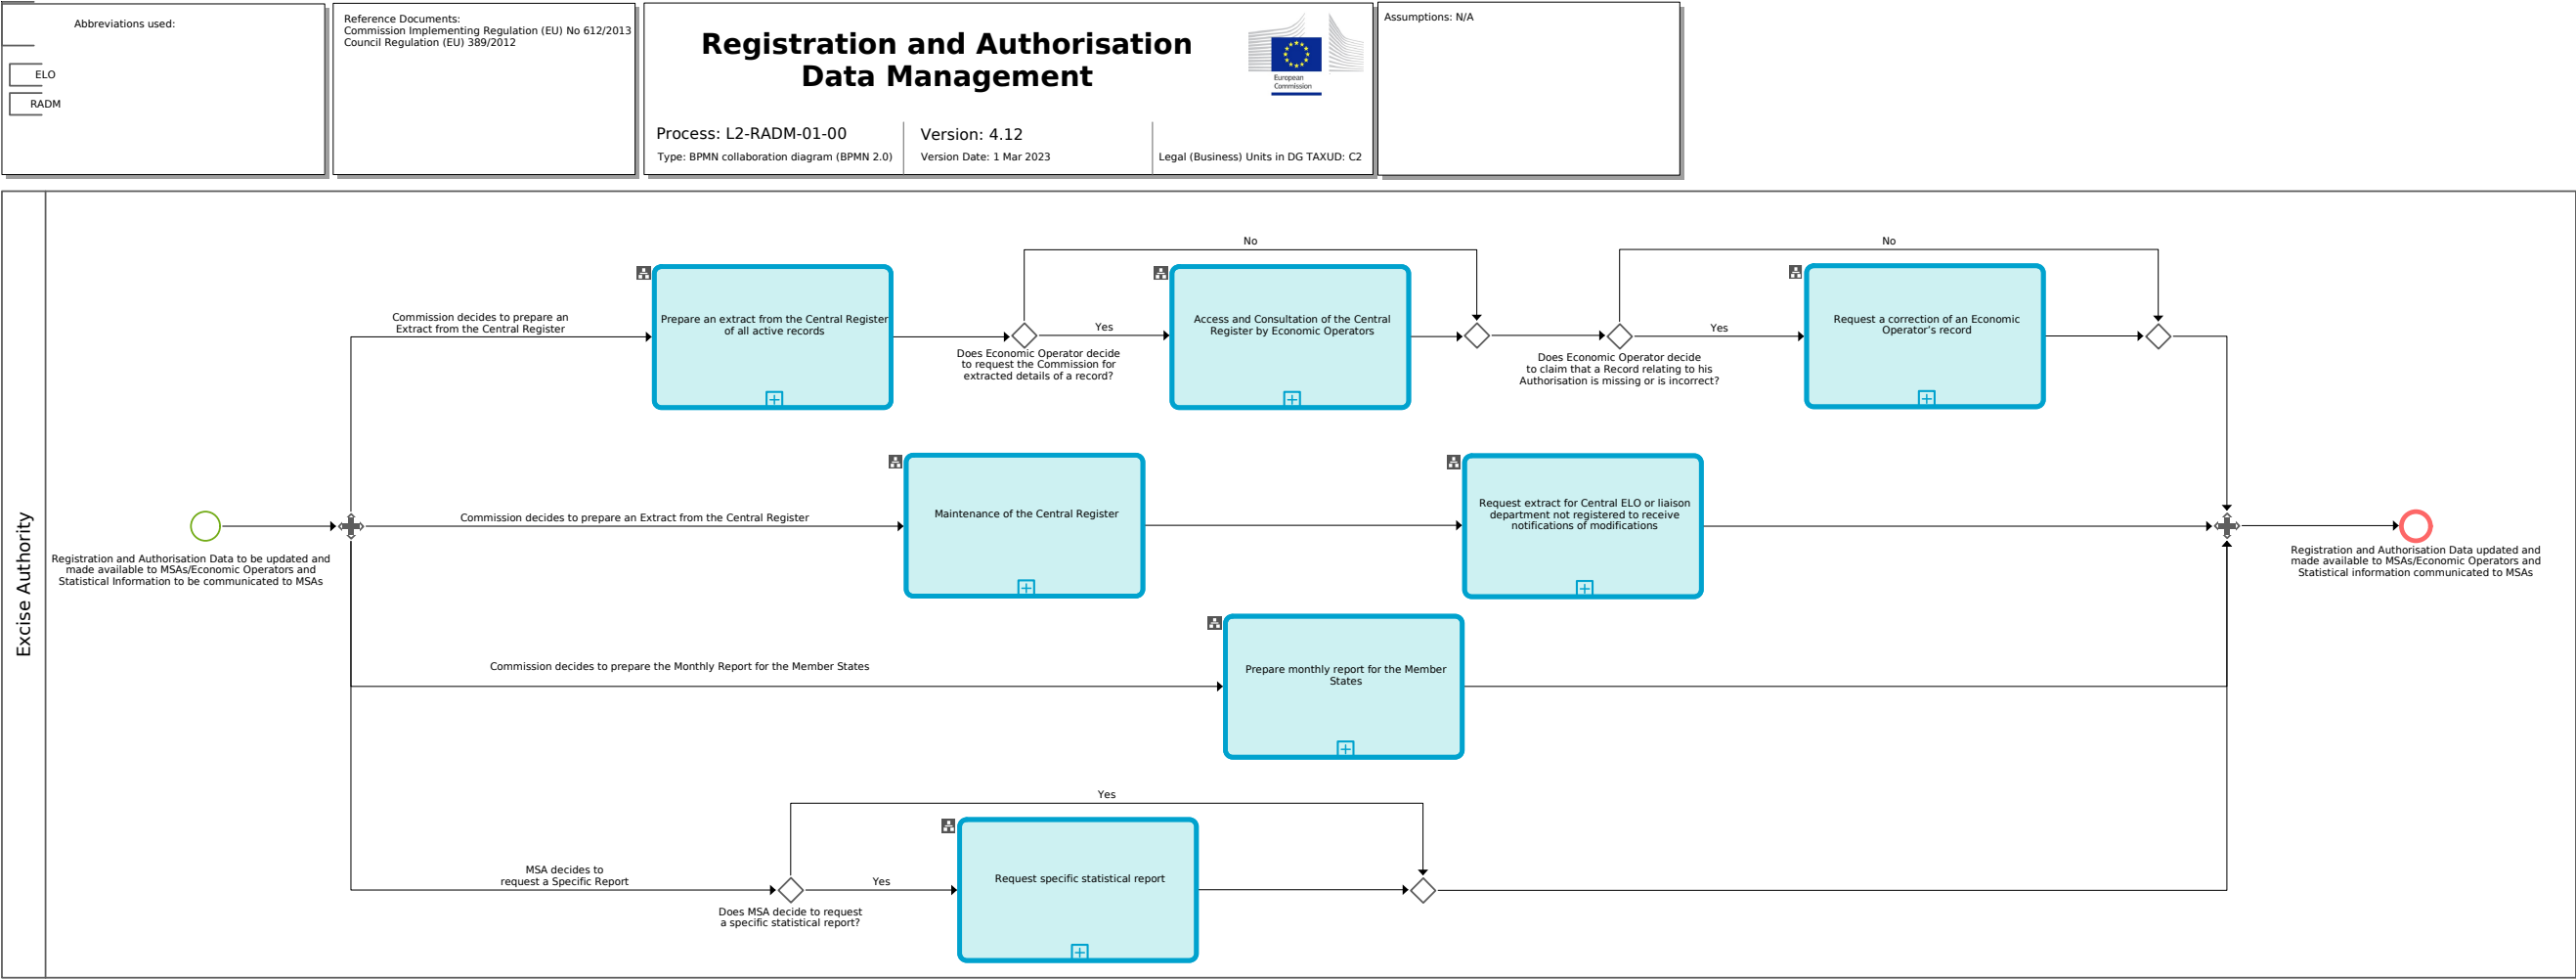 Abbreviations used:
ELO
RADM
Reference Documents:
Commission Implementing Regulation (EU) No 612/2013
Council Regulation (EU) 389/2012
Registration and Authorisation
Data Management
European
Commission
Process: L2-RADM-01-00
Version: 4.12
Type: BPMN collaboration diagram (BPMN 2.0)
Version Date: 1 Mar 2023
Legal (Business) Units in DG TAXUD: C2
Assumptions: N/A
Excise Authority
Registration and Authorisation Data to be updated and
made available to MSAs/Economic Operators and
Statistical Information to be communicated to MSAs
Commission decides to prepare an
Extract from the Central Register
Prepare an extract from the Central Register
of all active records
No
Yes
Does Economic Operator decide
to request the Commission for
extracted details of a record?
Access and Consultation of the Central
Register by Economic Operators
No
Yes
Does Economic Operator decide
to claim that a Record relating to his
Authorisation is missing or is incorrect?
Request a correction of an Economic
Operator's record
Commission decides to prepare an Extract from the Central Register
Maintenance of the Central Register
Request extract for Central ELO or liaison
department not registered to receive
notifications of modifications
Registration and Authorisation Data updated and
made available to MSAs/Economic Operators and
Statistical information communicated to MSAs
Commission decides to prepare the Monthly Report for the Member States
Prepare monthly report for the Member
States
MSA decides to
request a Specific Report
Yes
Yes
Does MSA decide to request
a specific statistical report?
Request specific statistical report